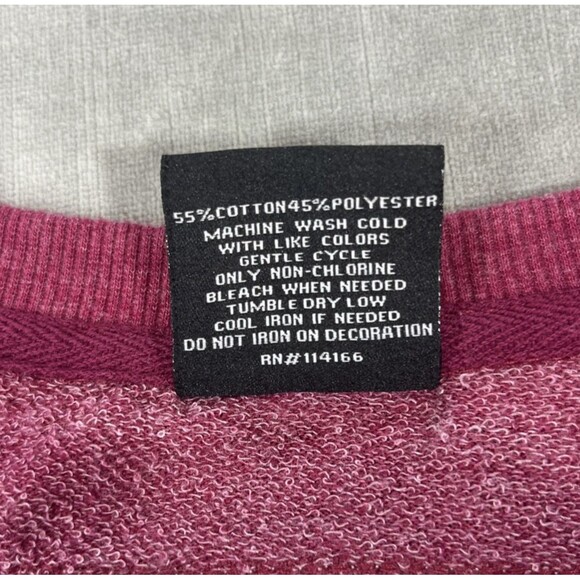 55%COTTON45%POLYESTER
MACHINE WASH COLD
WITH LIKE COLORS
GENTLE CYCLE
ONLY NON-CHLORINE
BLEACH WHEN NEEDED
TUMBLE DRY LOW
COOL IRON IF NEEDED
DO NOT IRON ON DECORATION
RN#114166